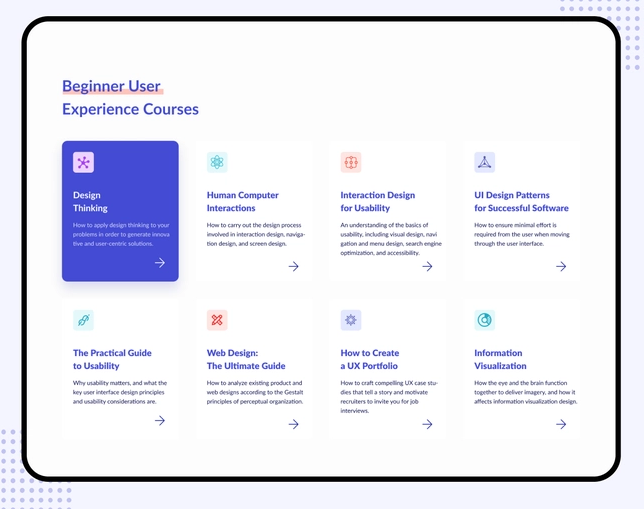 Beginner User
Experience Courses
Design
Thinking
How to apply design thinking to your
problems in order to generate innova
tive and user-centric solutions.
Human Computer
Interactions
How to carry out the design process
involved in interaction design, naviga-
tion design, and screen design.
Interaction Design
for Usability
An understanding of the basics of
usability, including visual design, navi
gation and menu design, search engine
optimization, and accessibility.
UI Design Patterns
for Successful Software
How to ensure minimal effort is
required from the user when moving
through the user interface.
The Practical Guide
to Usability
Why usability matters, and what the
key user interface design principles
and usability considerations are.
Web Design:
The Ultimate Guide
How to analyze existing product and
web designs according to the Gestalt
principles of perceptual organization.
How to Create
a UX Portfolio
How to craft compelling UX case stu-
dies that tell a story and motivate
recruiters to invite you for job
interviews.
Information
Visualization
How the eye and the brain function
together to deliver imagery, and how it
affects information visualization design.